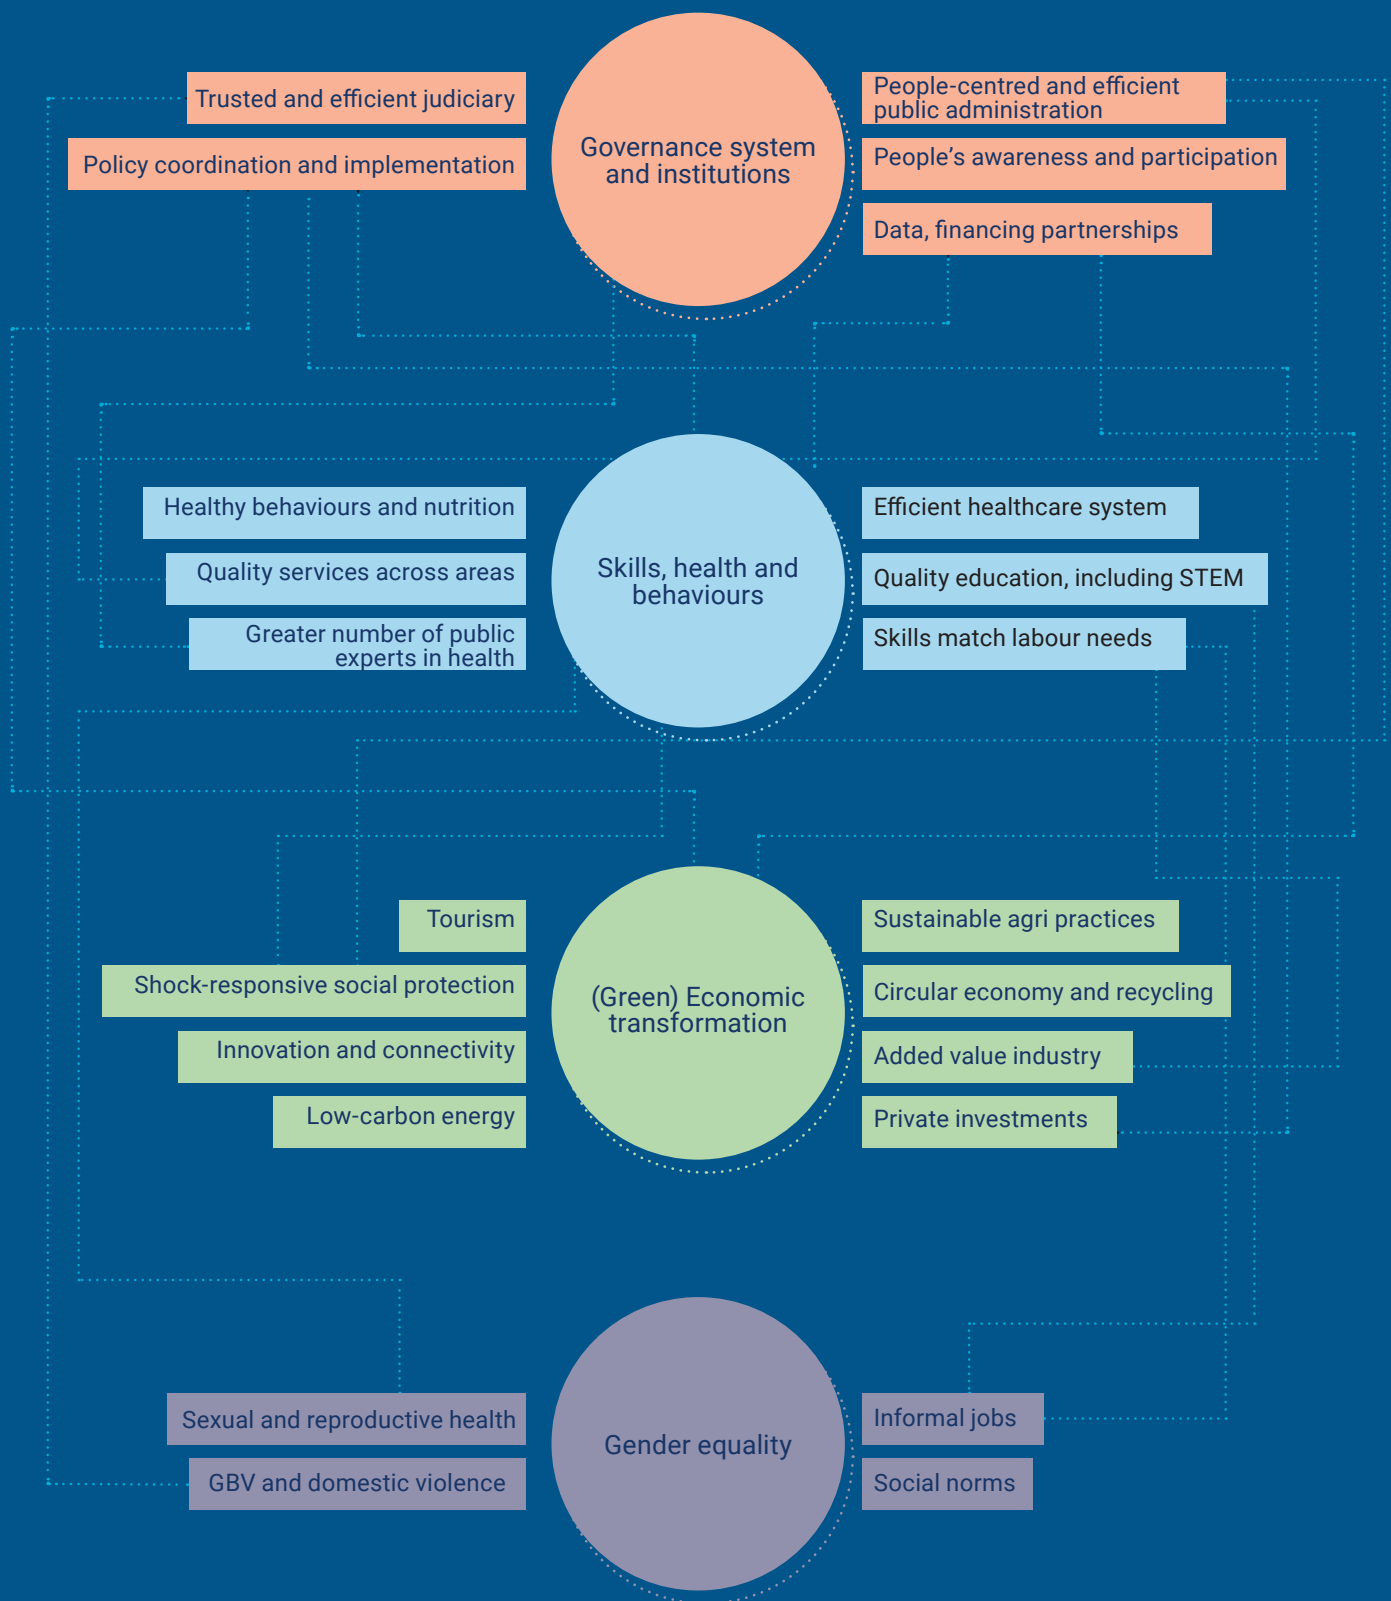 Trusted and efficient judiciary
Policy coordination and implementation
Governance system
and institutions
People-centred and efficient
public administration
People’s awareness and participation
Data, financing partnerships
Healthy behaviours and nutrition
Quality services across areas
Greater number of public
experts in health
Skills, health and
behaviours
Efficient healthcare system
Quality education, including STEM
Skills match labour needs
Tourism
Shock-responsive social protection
Innovation and connectivity
Low-carbon energy
(Green) Economic
transformation
Sustainable agri practices
Circular economy and recycling
Added value industry
Private investments
Sexual and reproductive health
GBV and domestic violence
Gender equality
Informal jobs
Social norms